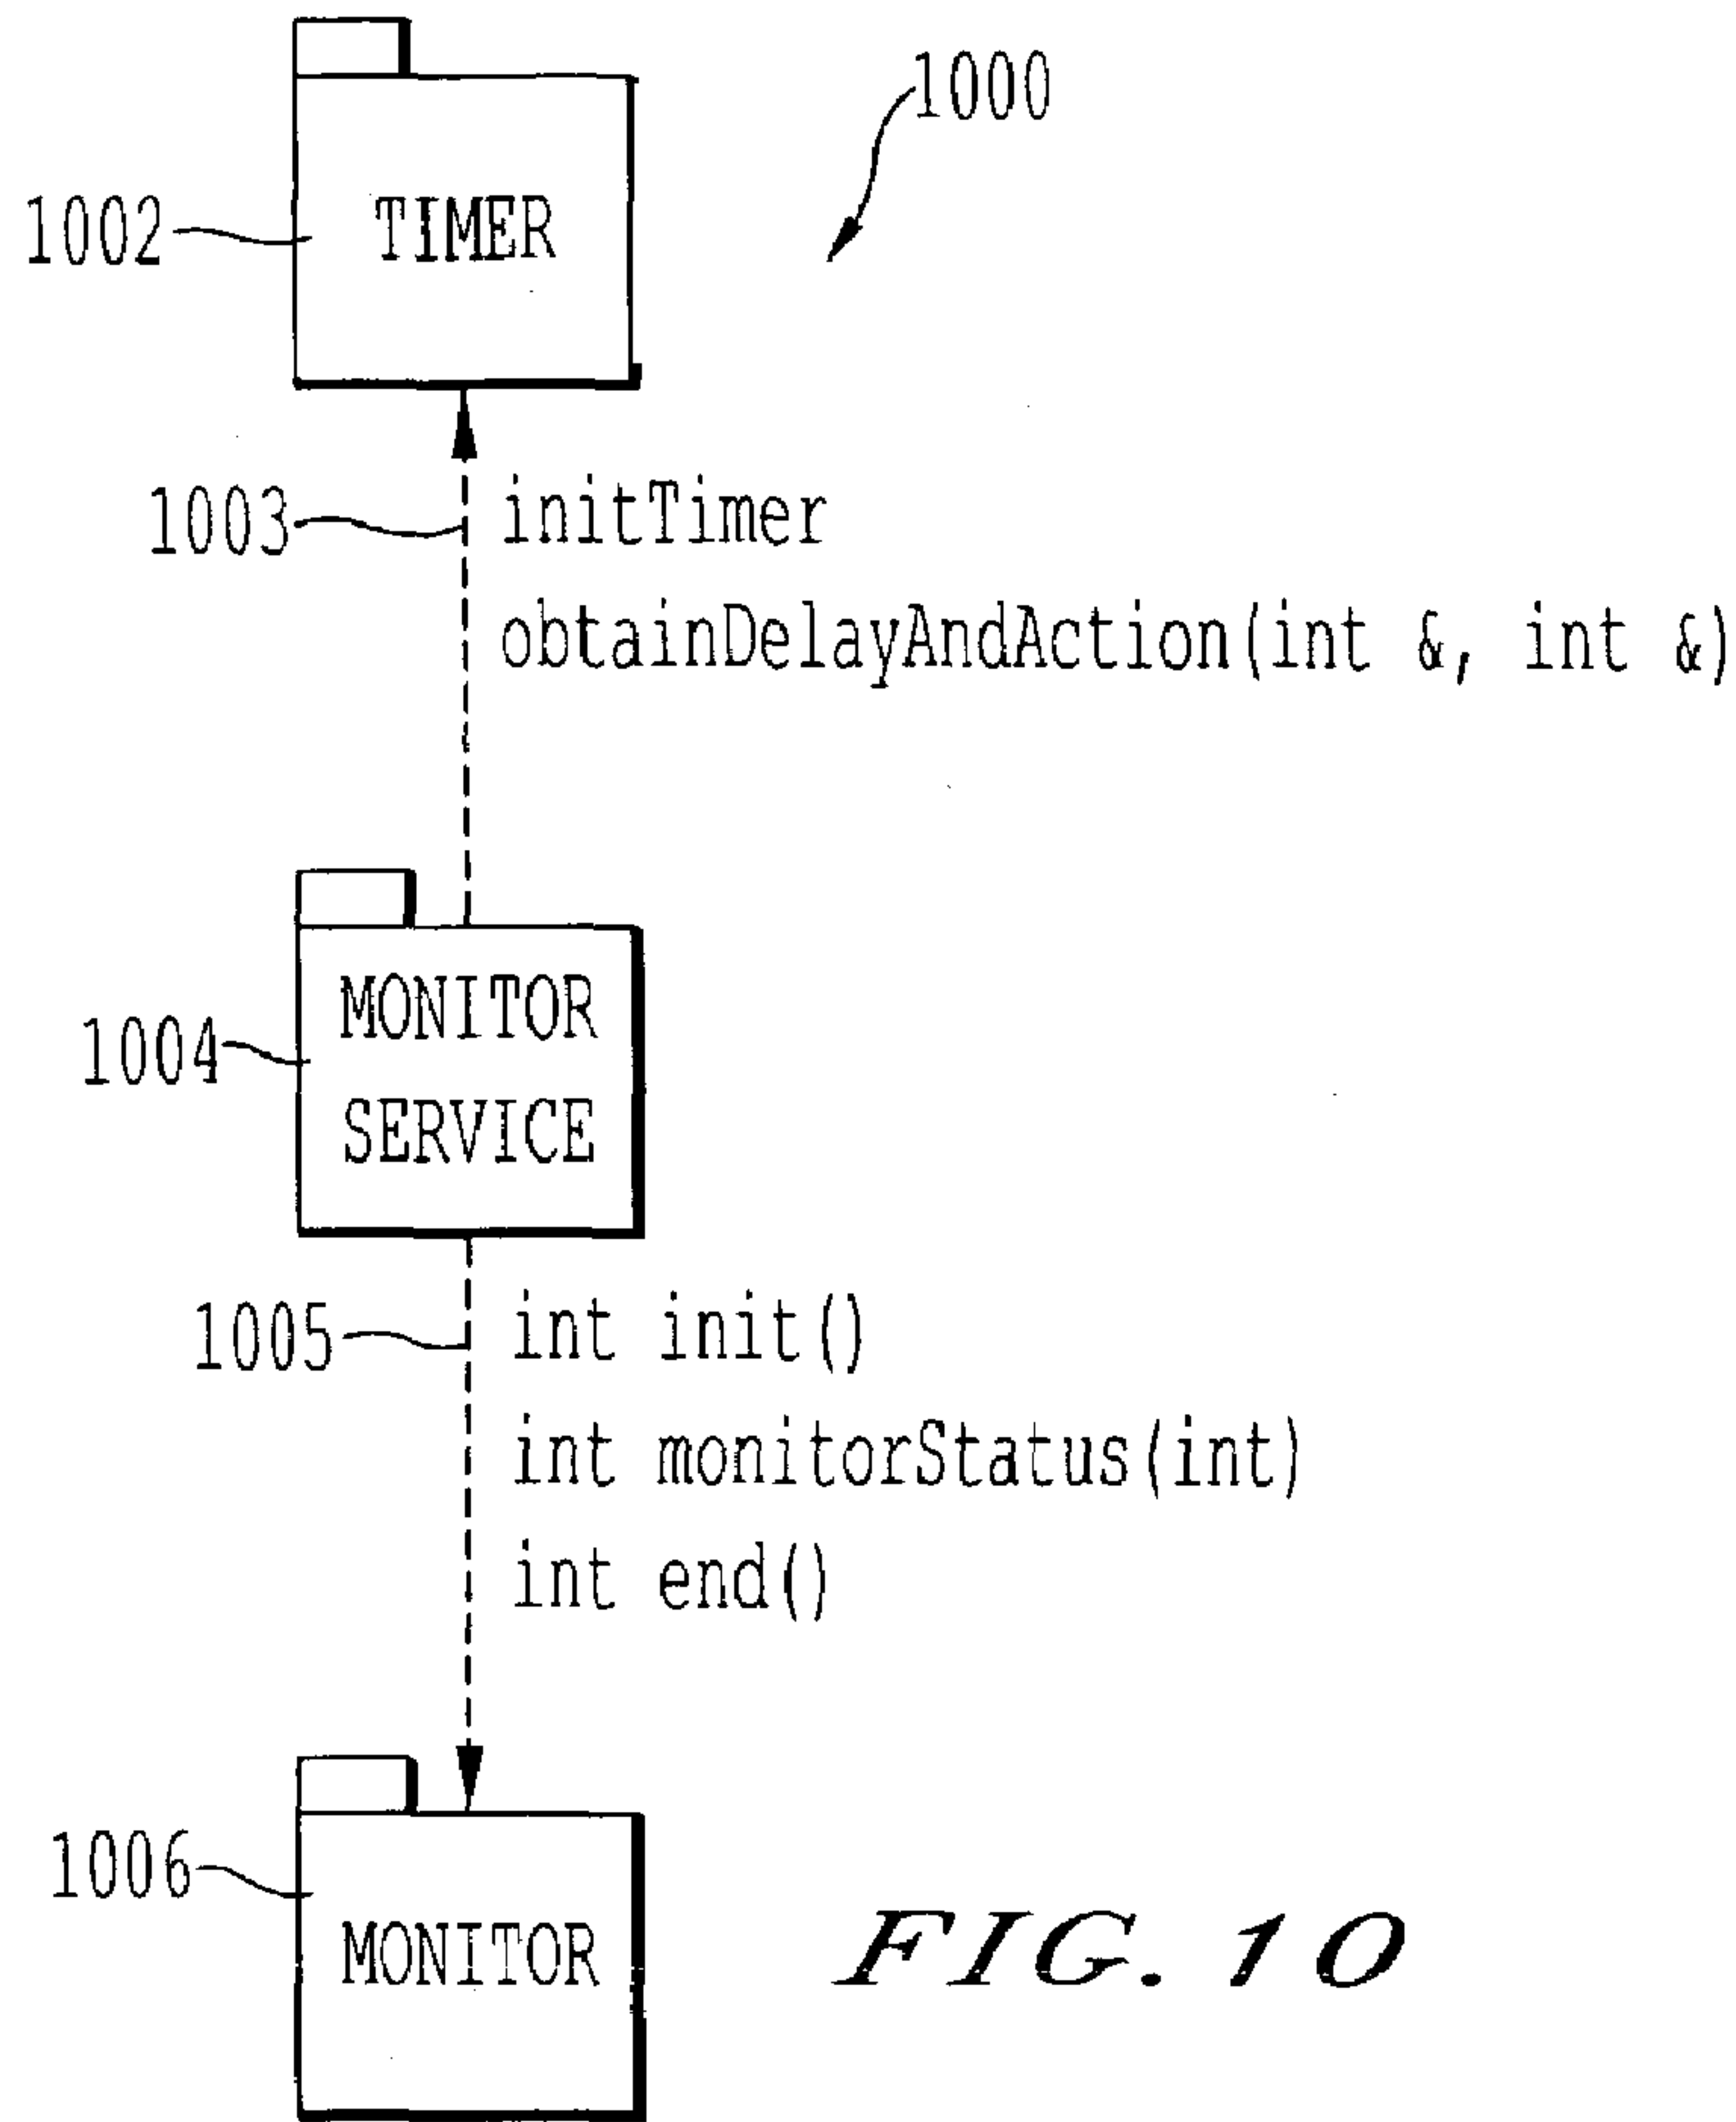 1000
1002
TIMER
1003
initTimer
obtainDelayAndAction(int &, int &)
MONITOR
1004
SERVICE
1005
int init()
int monitorStatus(int)
int end()
1006
MONITOR
FIG. 10